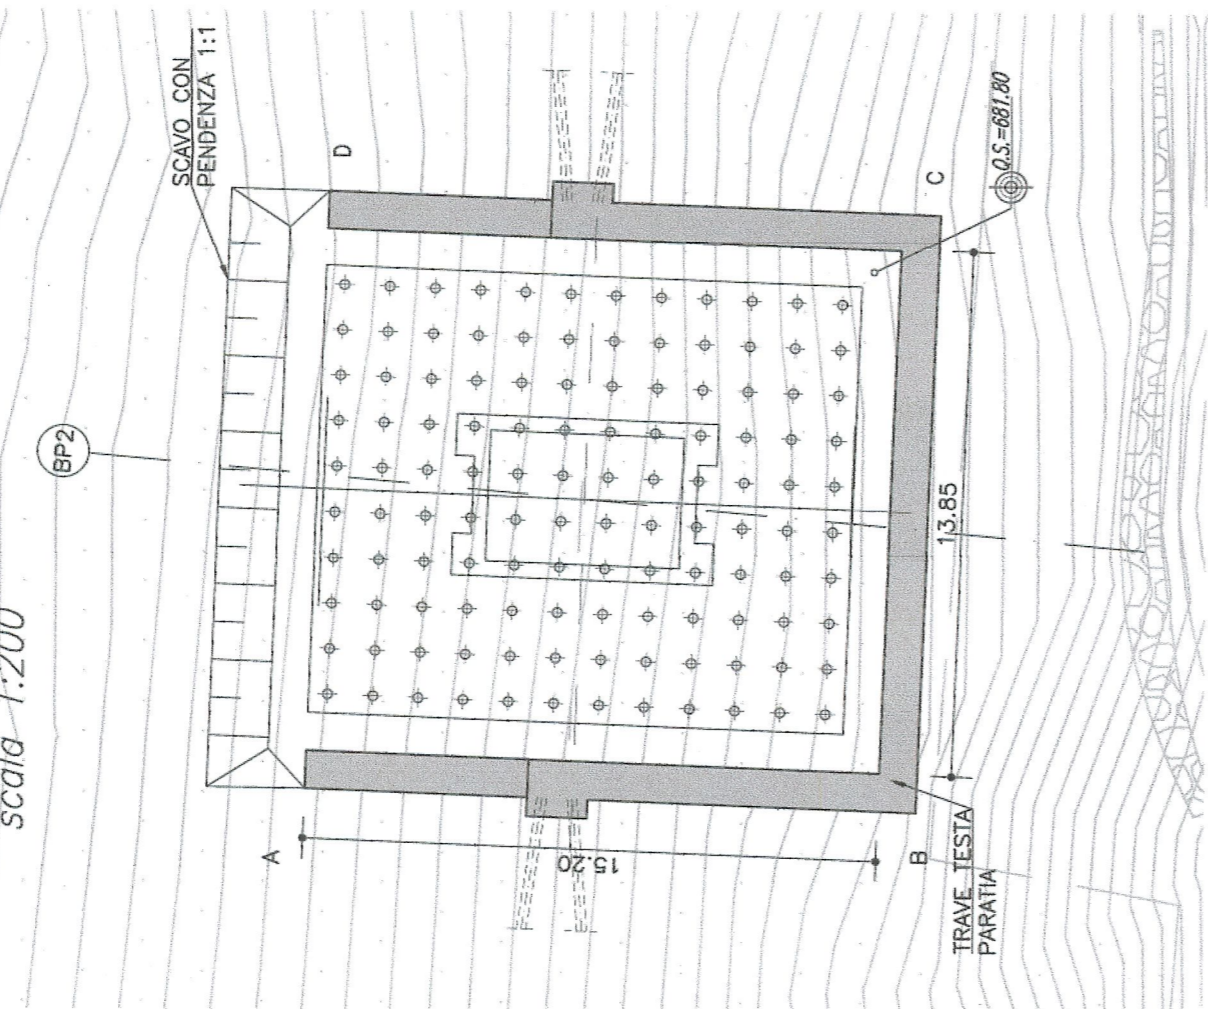 scala 1:200
BP2
SCAVO CON
PENDENZA 1:1
A
D
15.20
13.85
B
C
TRAVE TESTA
PARATIA
Q.S.=681.80